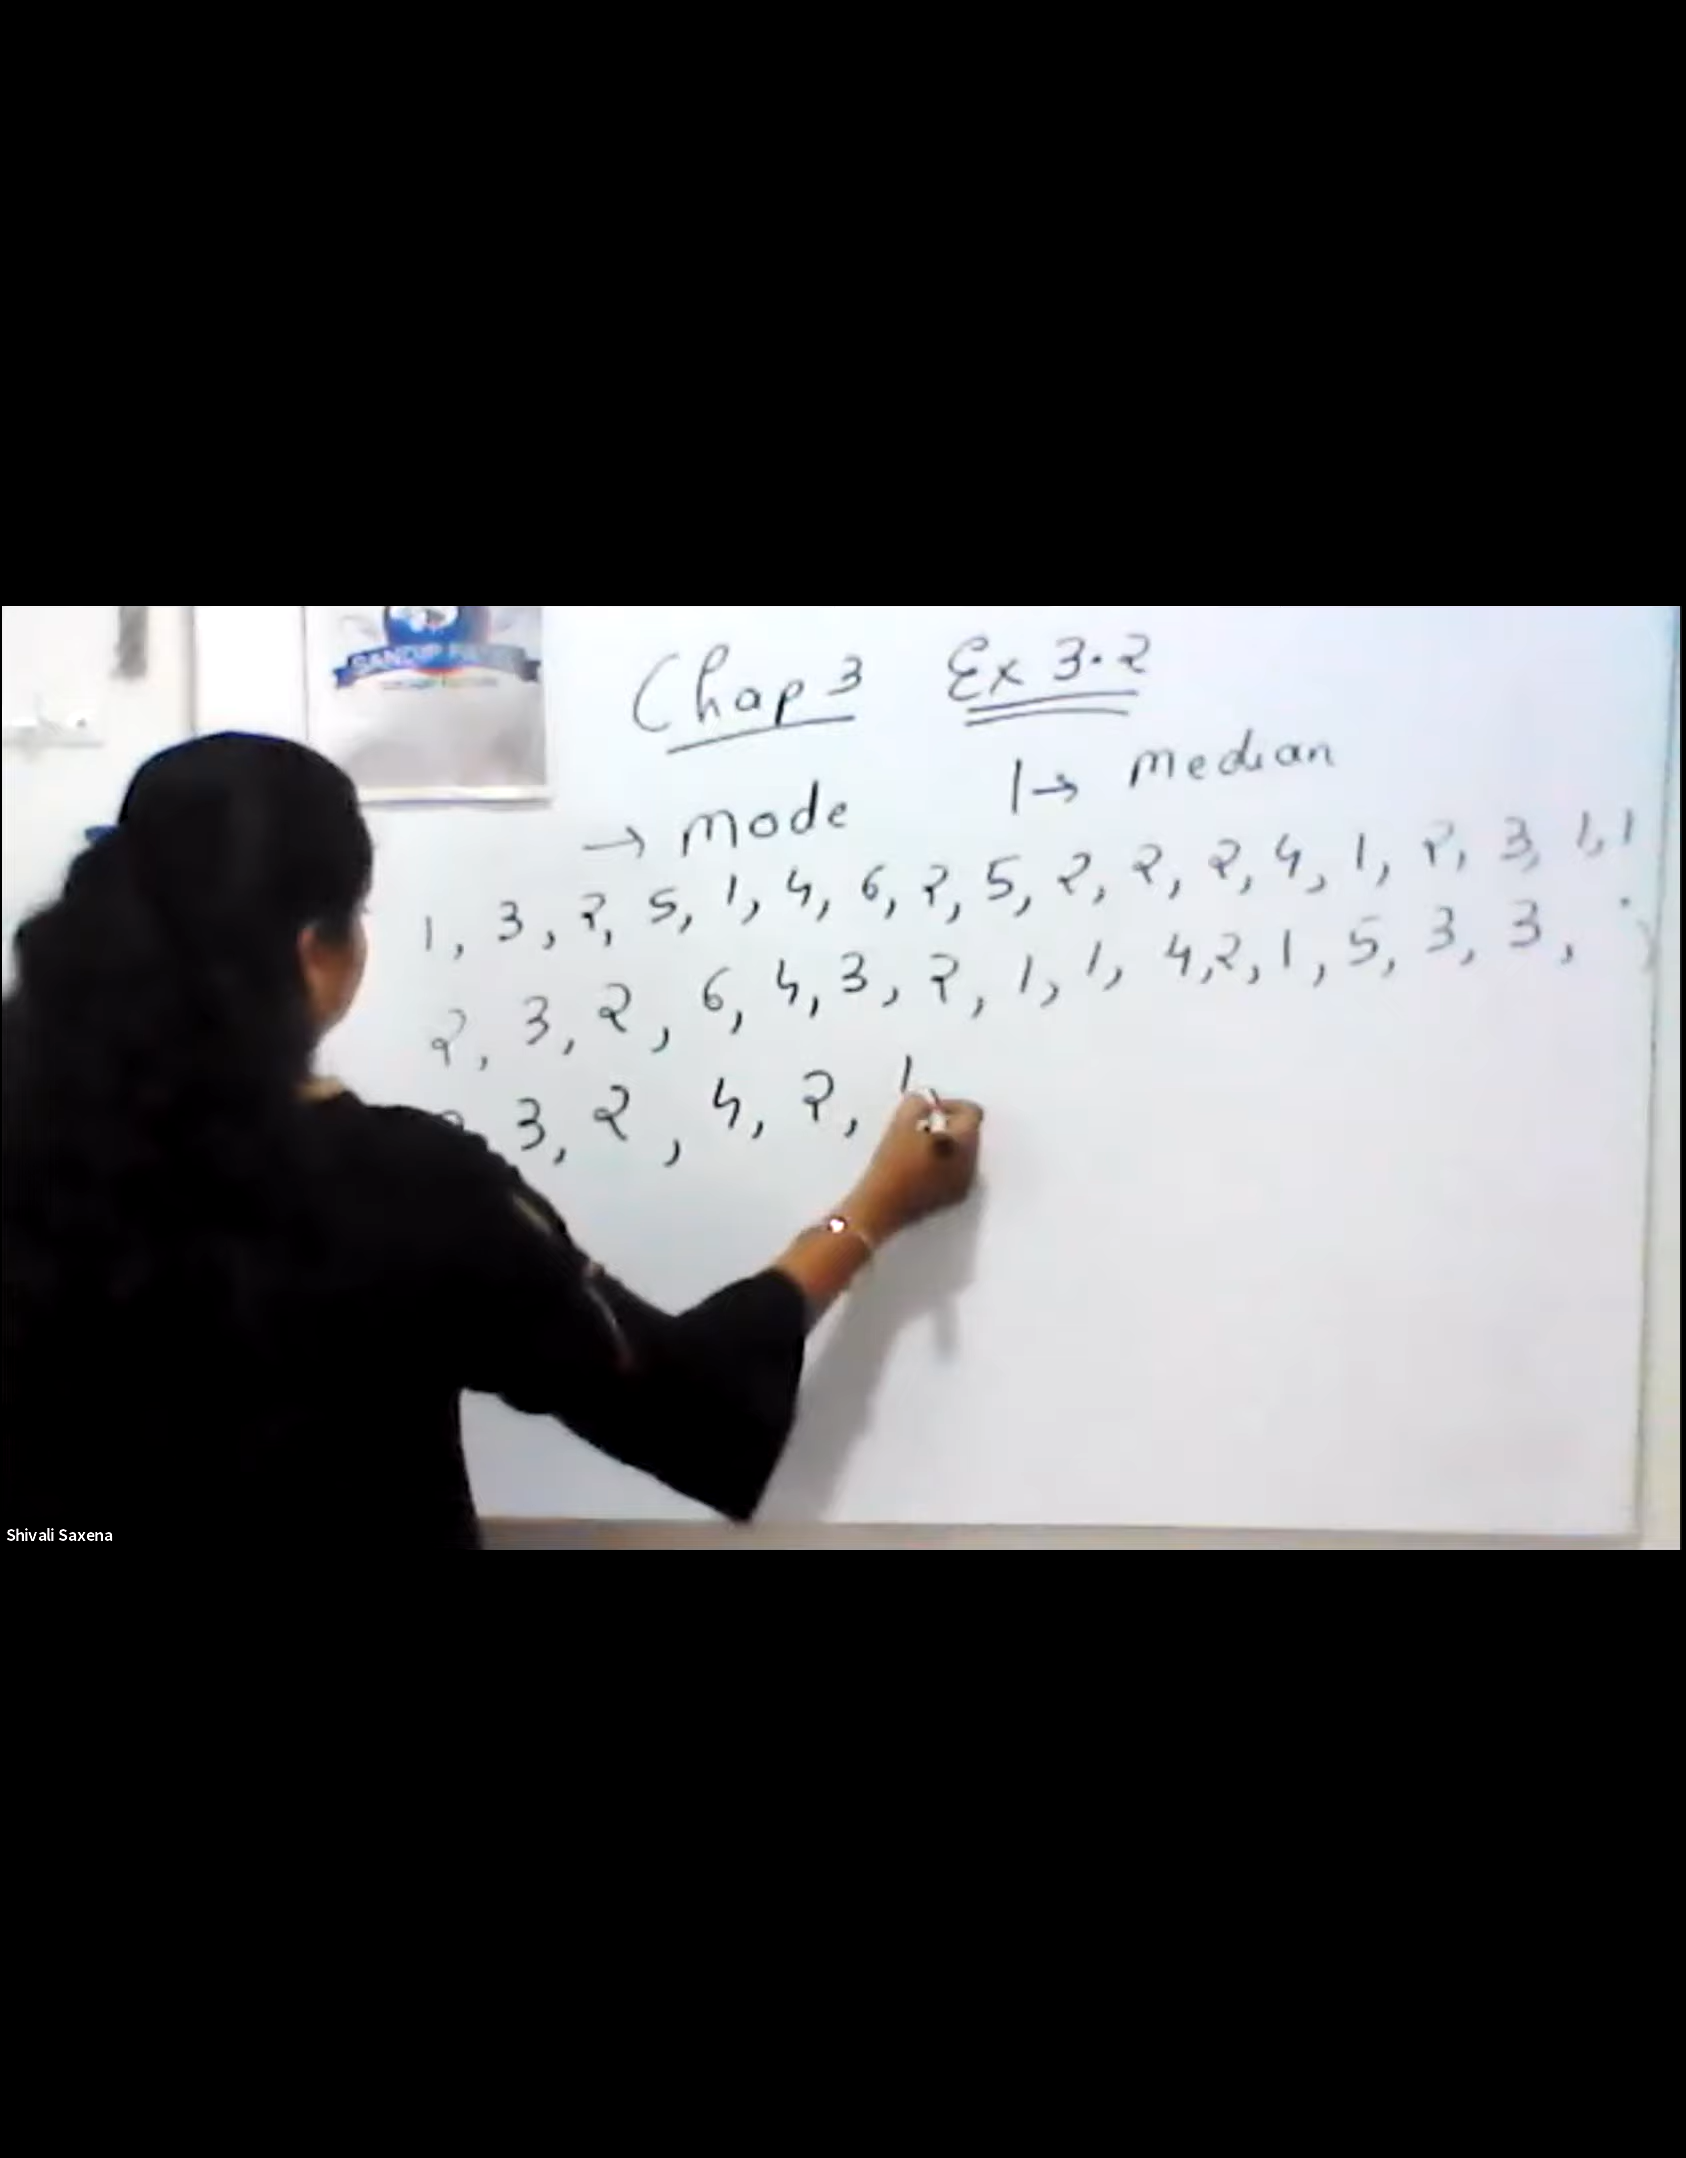 Chap 3 Ex 3.2
→ Mode 1→ Median
1, 3, 2, 5, 1, 4, 6, 2, 5, 2, 2, 2, 4, 1, 2, 3, 1, 1
2, 3, 2, 6, 4, 3, 2, 1, 1, 4, 2, 1, 5, 3, 3,
3, 2, 4, 2, 1
Shivali Saxena